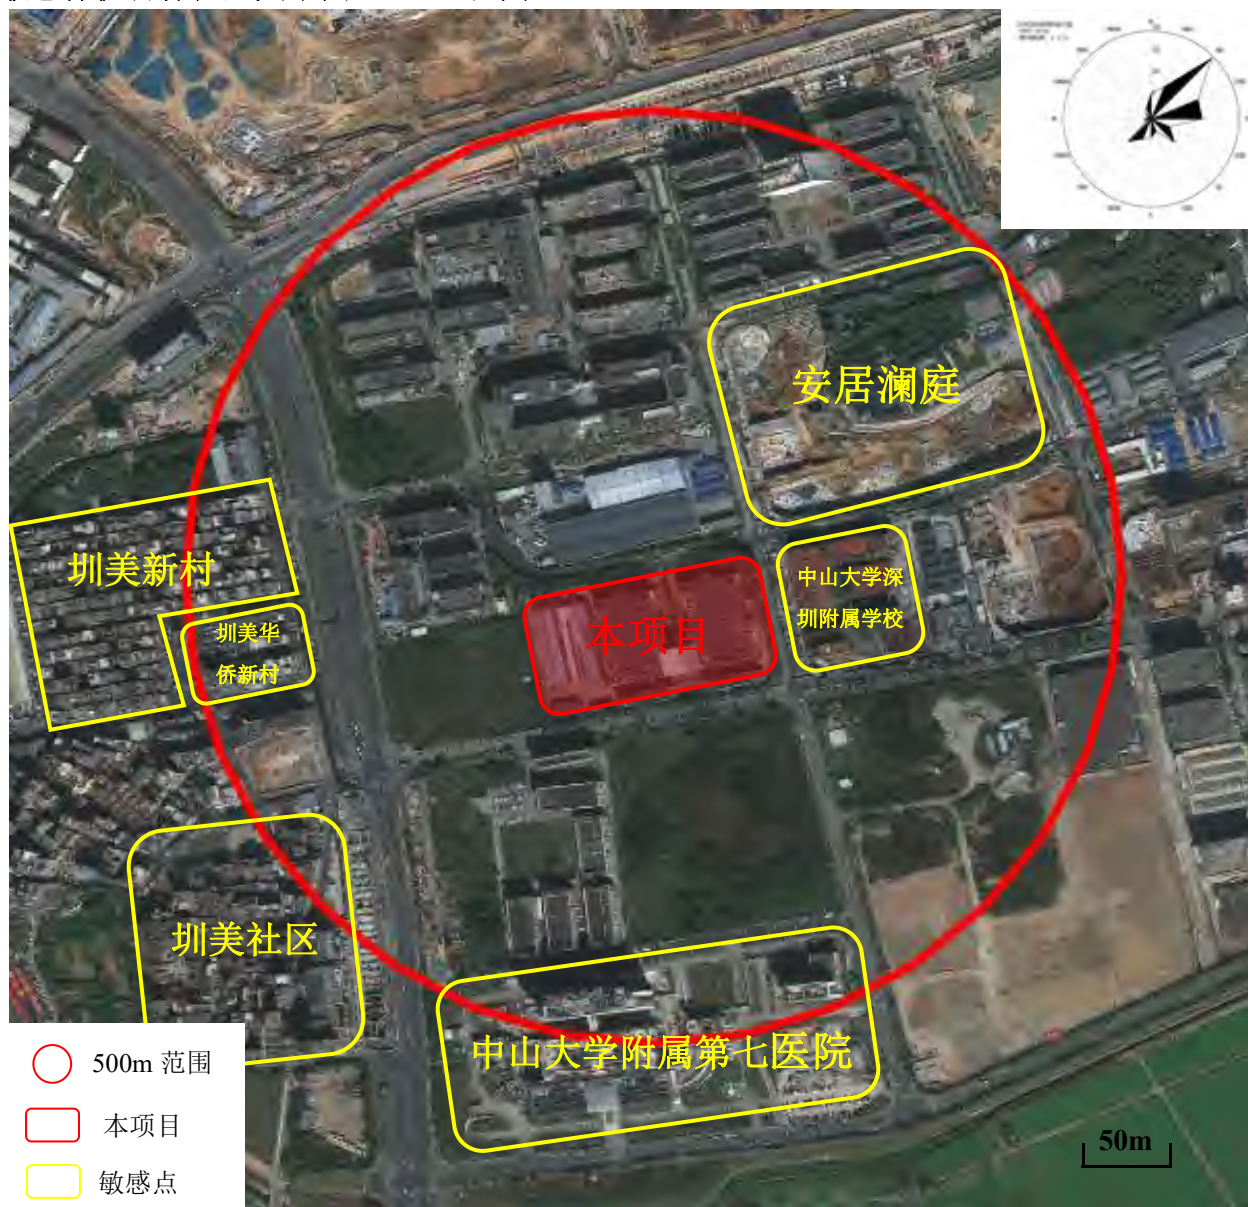 安居澜庭
圳美新村
中山大学深
圳附属学校
本项目
圳美华
侨新村
圳美社区
中山大学附属第七医院
500m 范围
本项目
敏感点
50m